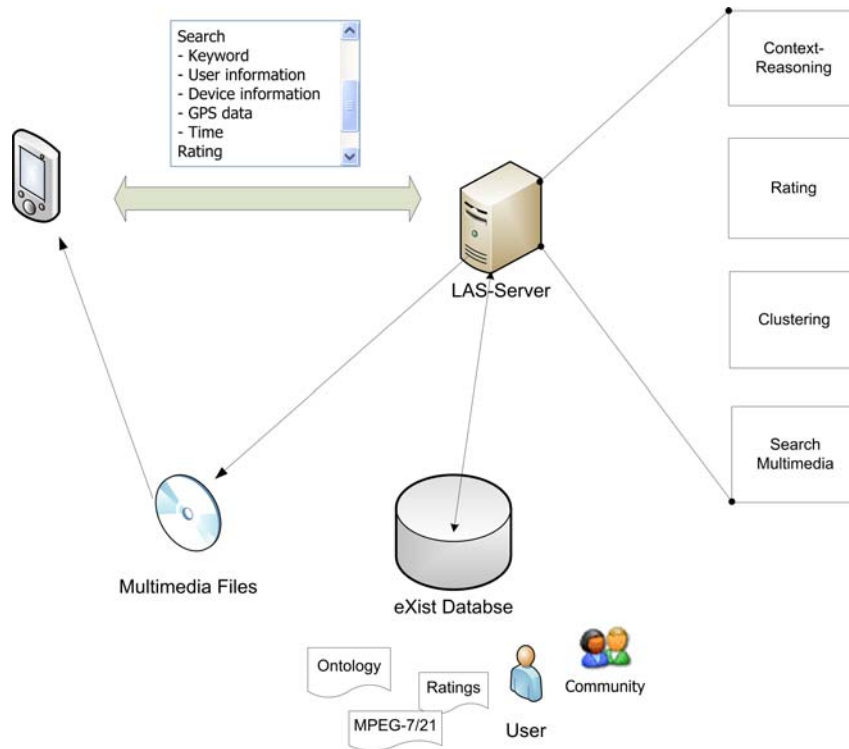 Search
- Keyword
- User information
- Device information
- GPS data
- Time
Rating
Context-
Reasoning
Rating
LAS-Server
Clustering
Search
Multimedia
Multimedia Files
eXist Databse
Ontology
Ratings
MPEG-7/21
User
Community